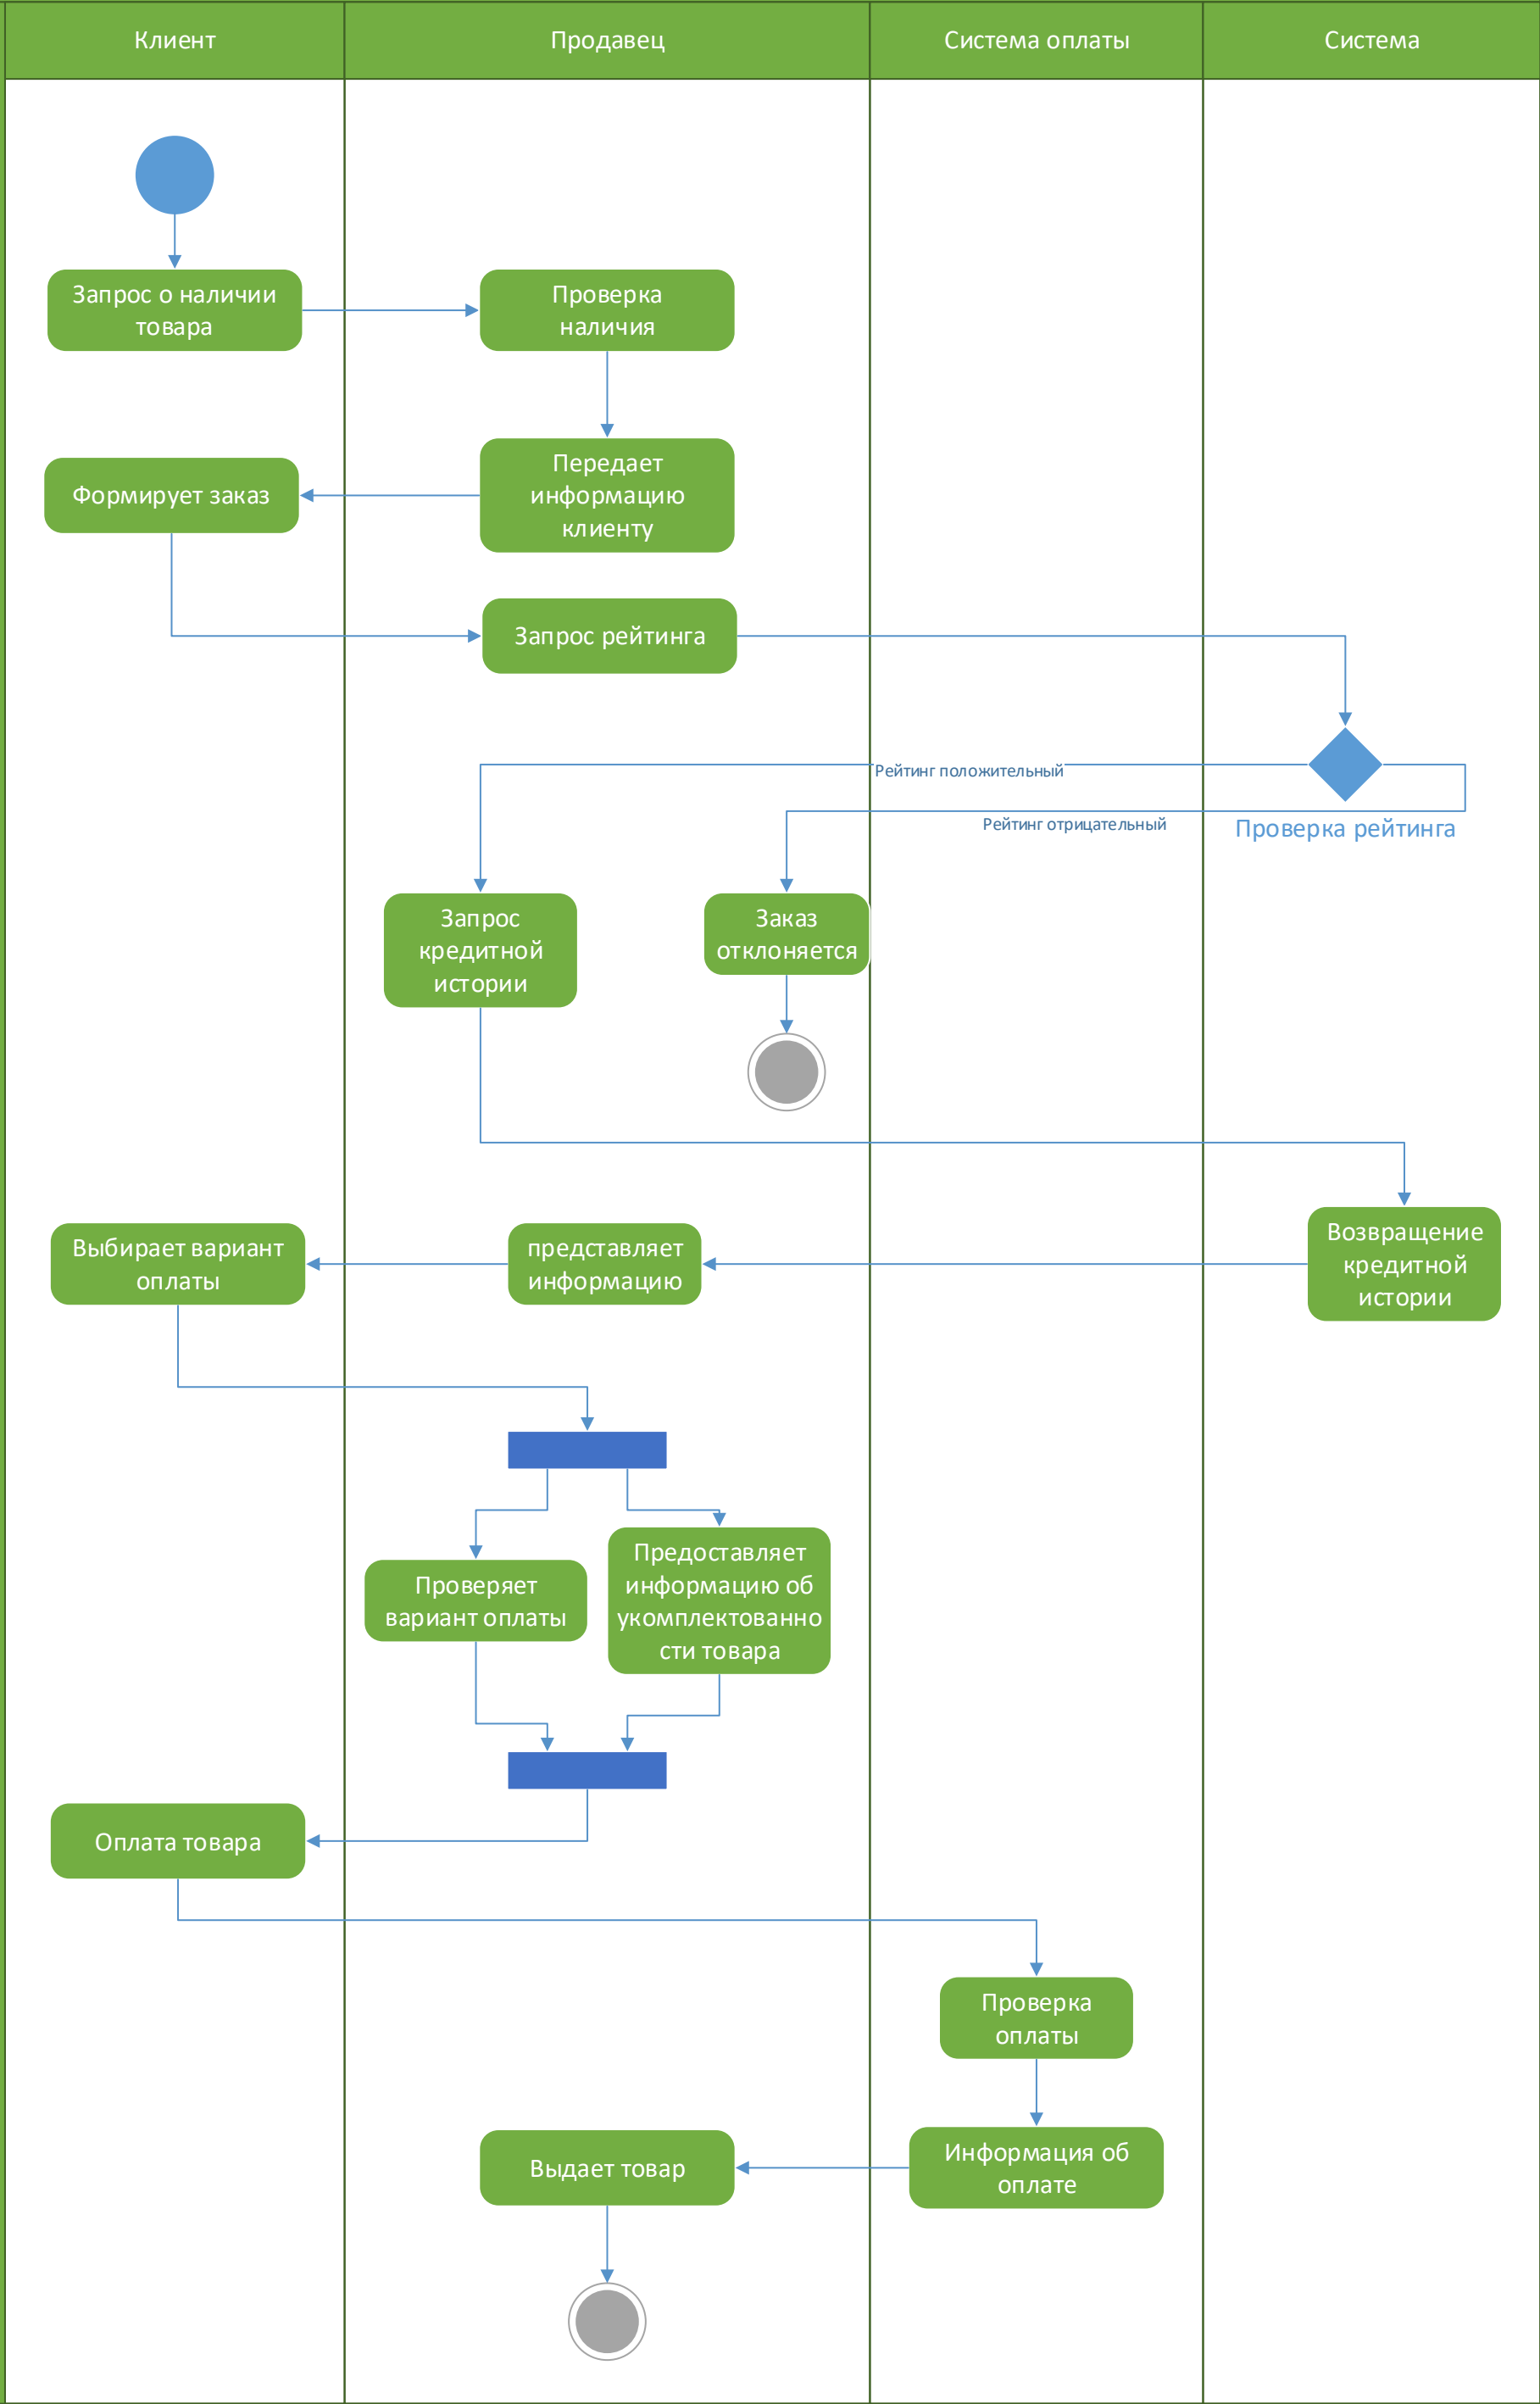 Клиент
Продавец
Система оплаты
Система
Запрос о наличии
товара
Проверка
наличия
Передает
информацию
клиенту
Формирует заказ
Запрос рейтинга
Рейтинг положительный
Рейтинг отрицательный
Проверка рейтинга
Запрос
кредитной
истории
Заказ
отклоняется
Возвращение
кредитной
истории
представляет
информацию
Выбирает вариант
оплаты
Проверяет
вариант оплаты
Предоставляет
информацию об
укомплектованно
сти товара
Оплата товара
Проверка
оплаты
Информация об
оплате
Выдает товар